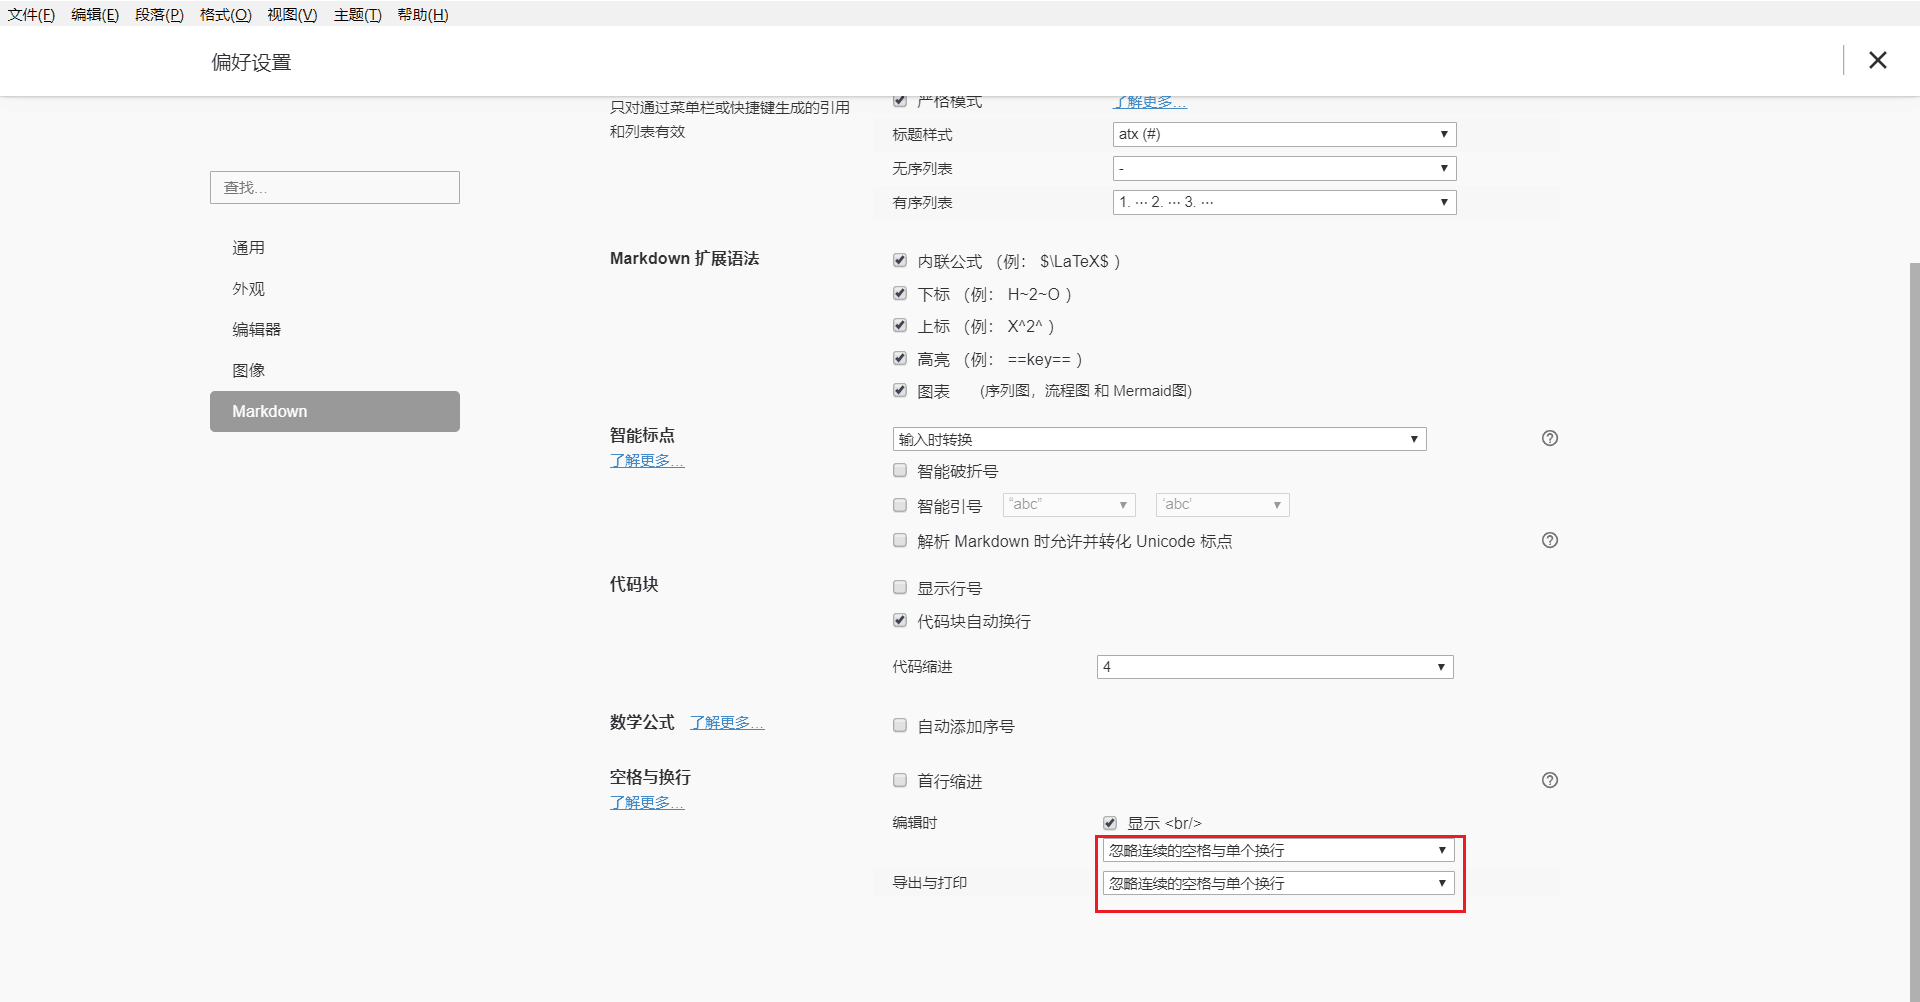 文件(F) 编辑(E) 段落(P) 格式(O) 视图(V) 主题(T) 帮助(H)
偏好设置
查找...
通用
外观
编辑器
图像
Markdown
只对通过菜单栏或快捷键生成的引用
和列表有效
严格模式 了解更多...
标题样式 atx (#)
无序列表 -
有序列表 1. ··· 2. ··· 3. ···
Markdown 扩展语法
内联公式 （例： $\LaTeX$ ）
下标 （例： H~2~O ）
上标 （例： X^2^ ）
高亮 （例： ==key== ）
图表 (序列图，流程图 和 Mermaid图)
智能标点 输入时转换
了解更多...
智能破折号
智能引号 “abc” ‘abc’
解析 Markdown 时允许并转化 Unicode 标点
代码块 显示行号
代码块自动换行
代码缩进 4
数学公式 了解更多... 自动添加序号
空格与换行 首行缩进
了解更多...
编辑时 显示 <br/>
忽略连续的空格与单个换行
导出与打印 忽略连续的空格与单个换行